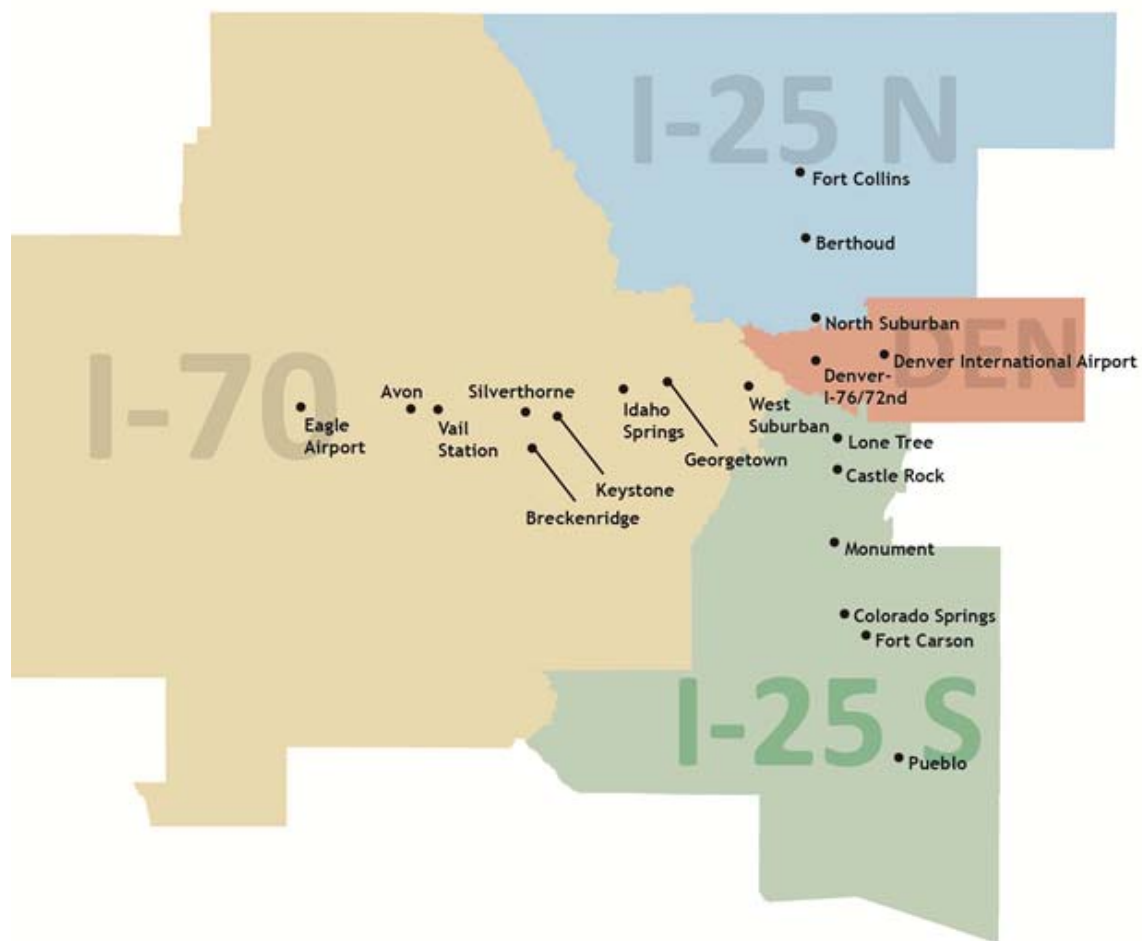 I-25 N
Fort Collins
Berthoud
North Suburban
DEN
Denver International Airport
Denver-
I-76/72nd
I-70
Eagle
Airport
Avon
Vail
Station
Silverthorne
Breckenridge
Keystone
Idaho
Springs
Georgetown
West
Suburban
Lone Tree
Castle Rock
Monument
Colorado Springs
Fort Carson
I-25 S
Pueblo